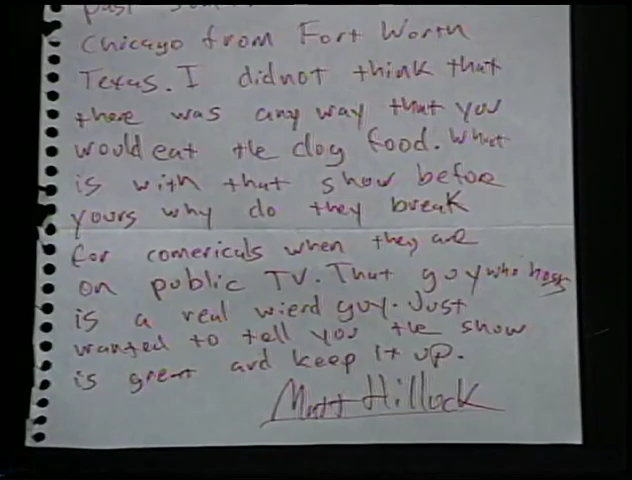 past
Chicago from Fort Worth
Texas. I didnot think that
there was any way that you
would eat the dog food. What
is with that show before
yours why do they break
for comericals when they are
on public TV. That guy who hosts
is a real wierd guy. Just
wanted to tell you the show
is great and keep it up.
Matt Hillock